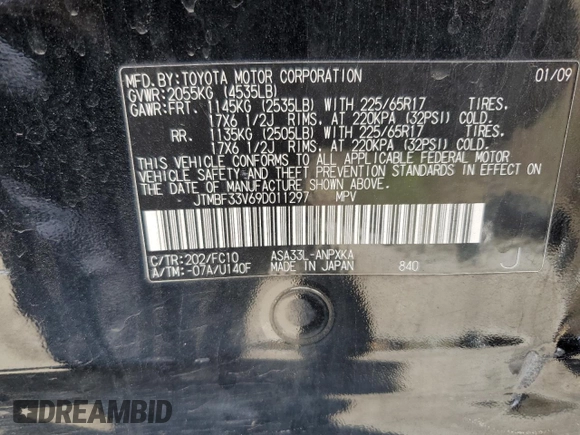 MFD.BY:TOYOTA MOTOR CORPORATION 01/09
GVWR:2055KG (4535LB)
GAWR:FRT. 1145KG (2535LB) WITH 225/65R17 TIRES.
17X6 1/2J RIMS. AT 220KPA (32PSI) COLD.
RR. 1135KG (2505LB) WITH 225/65R17 TIRES.
17X6 1/2J RIMS. AT 220KPA (32PSI) COLD.
THIS VEHICLE CONFORMS TO ALL APPLICABLE FEDERAL MOTOR
VEHICLE SAFETY AND THEFT PREVENTION STANDARDS IN EFFECT ON
THE DATE OF MANUFACTURE SHOWN ABOVE.
JTMBF33V69D011297 MPV
C/TR:202/FC10 ASA33L-ANPXKA
A/TM:-07A/U140F MADE IN JAPAN 840 J
DREAMBID